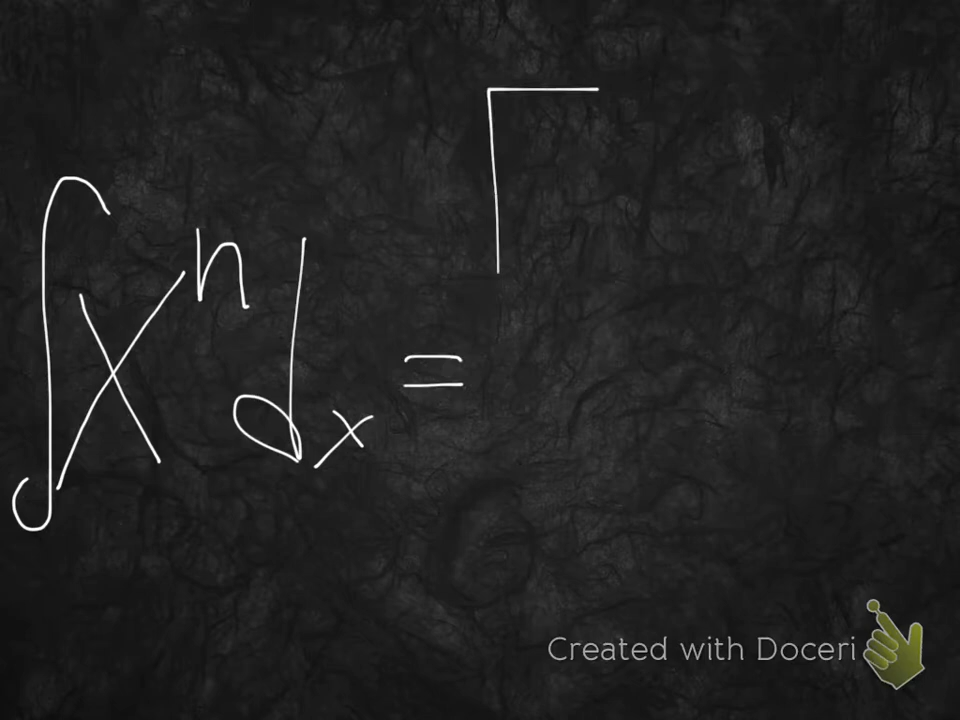 ∫xⁿdx = Γ
Created with Doceri